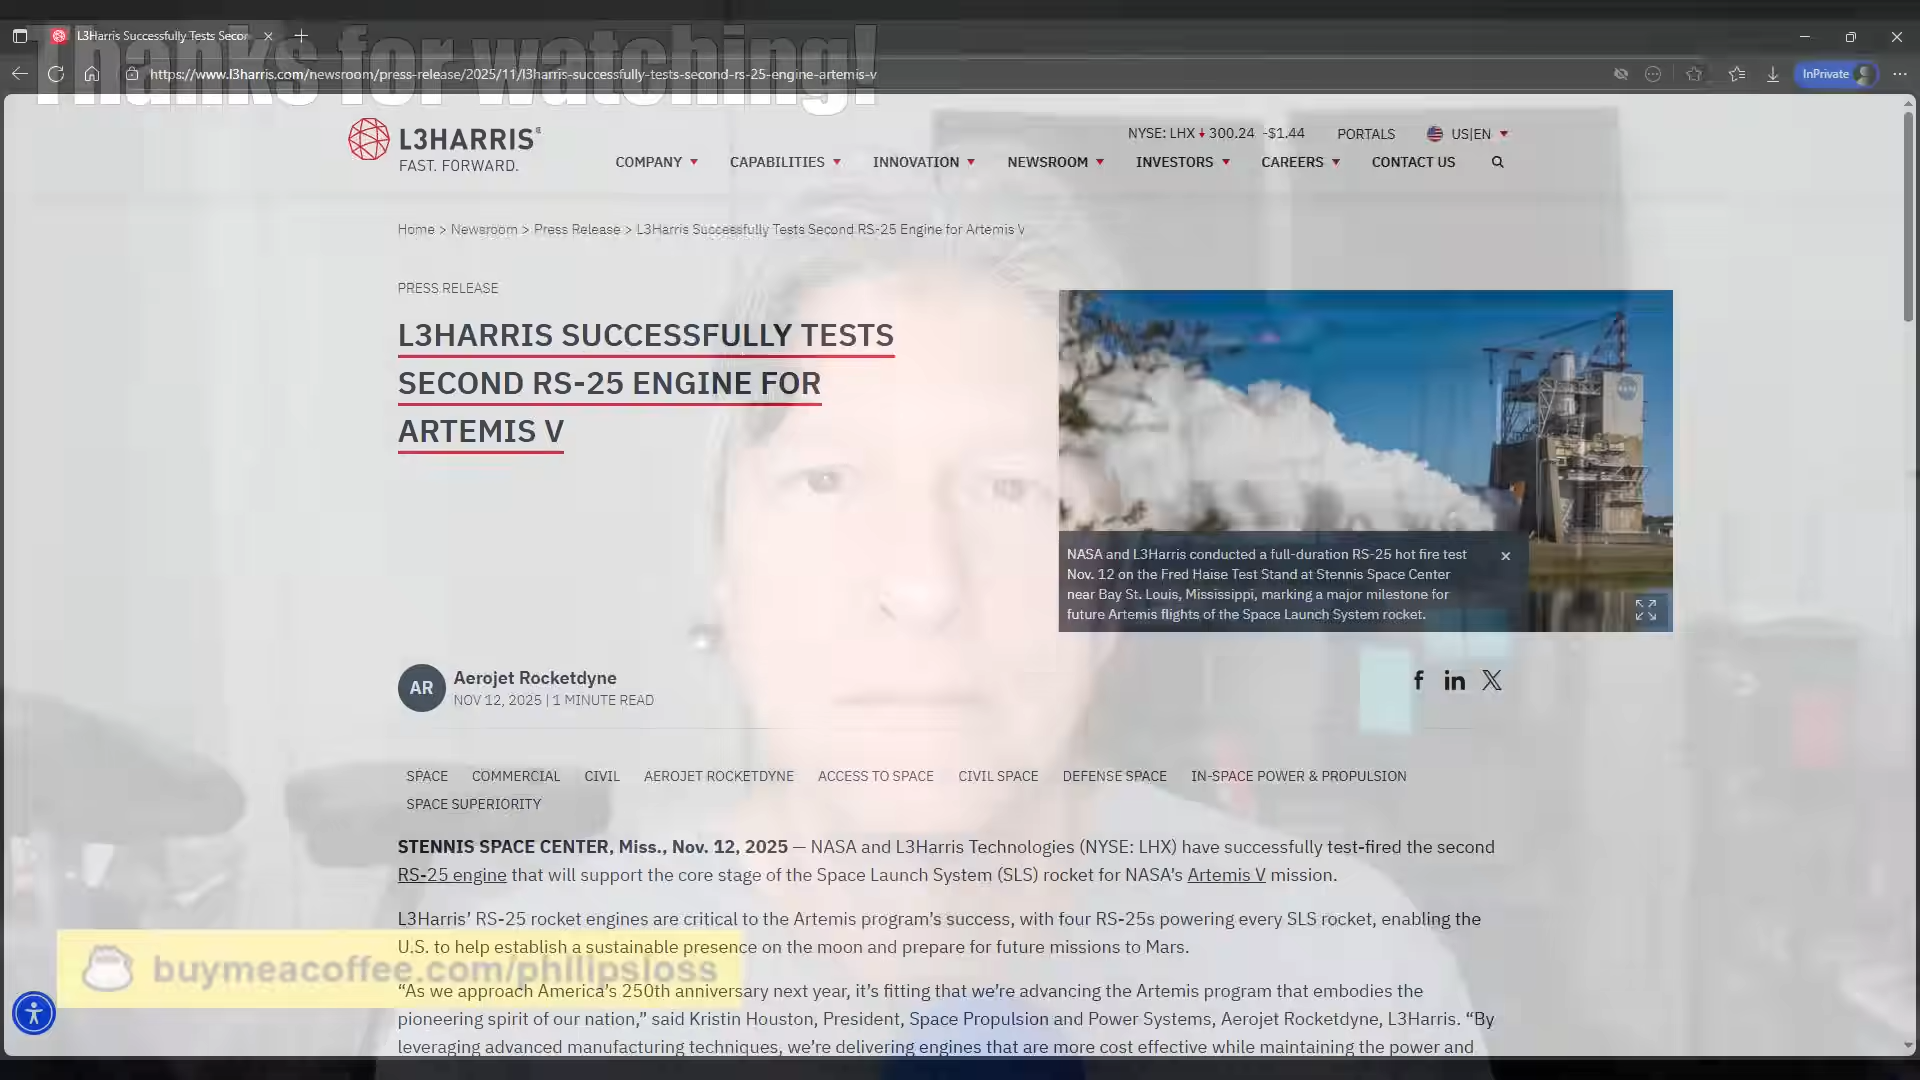 Thanks for watching!
L3Harris Successfully Tests Secor
https://www.l3harris.com/newsroom/press-release/2025/11/l3harris-successfully-tests-second-rs-25-engine-artemis-v
InPrivate
L3HARRIS®
FAST. FORWARD.
NYSE: LHX 300.24 -$1.44 PORTALS US|EN
COMPANY CAPABILITIES INNOVATION NEWSROOM INVESTORS CAREERS CONTACT US
Home > Newsroom > Press Release > L3Harris Successfully Tests Second RS-25 Engine for Artemis V
PRESS RELEASE
L3HARRIS SUCCESSFULLY TESTS
SECOND RS-25 ENGINE FOR
ARTEMIS V
NASA and L3Harris conducted a full-duration RS-25 hot fire test
Nov. 12 on the Fred Haise Test Stand at Stennis Space Center
near Bay St. Louis, Mississippi, marking a major milestone for
future Artemis flights of the Space Launch System rocket.
AR
Aerojet Rocketdyne
NOV 12, 2025 | 1 MINUTE READ
SPACE COMMERCIAL CIVIL AEROJET ROCKETDYNE ACCESS TO SPACE CIVIL SPACE DEFENSE SPACE IN-SPACE POWER & PROPULSION
SPACE SUPERIORITY
STENNIS SPACE CENTER, Miss., Nov. 12, 2025 — NASA and L3Harris Technologies (NYSE: LHX) have successfully test-fired the second
RS-25 engine that will support the core stage of the Space Launch System (SLS) rocket for NASA's Artemis V mission.
L3Harris' RS-25 rocket engines are critical to the Artemis program's success, with four RS-25s powering every SLS rocket, enabling the
U.S. to help establish a sustainable presence on the moon and prepare for future missions to Mars.
buymeacoffee.com/philipsloss
“As we approach America's 250th anniversary next year, it's fitting that we're advancing the Artemis program that embodies the
pioneering spirit of our nation,” said Kristin Houston, President, Space Propulsion and Power Systems, Aerojet Rocketdyne, L3Harris. “By
leveraging advanced manufacturing techniques, we're delivering engines that are more cost effective while maintaining the power and